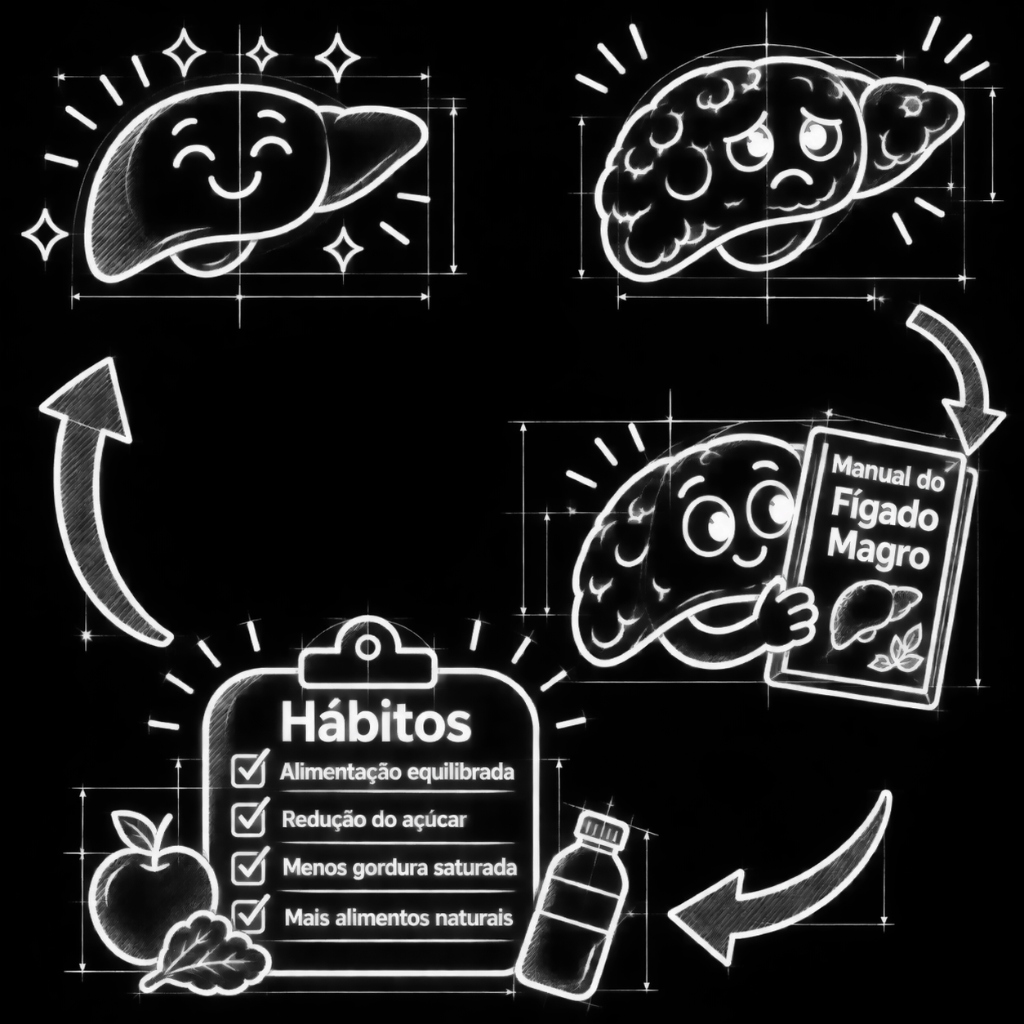 Manual do
Fígado
Magro
Hábitos
Alimentação equilibrada
Redução do açúcar
Menos gordura saturada
Mais alimentos naturais